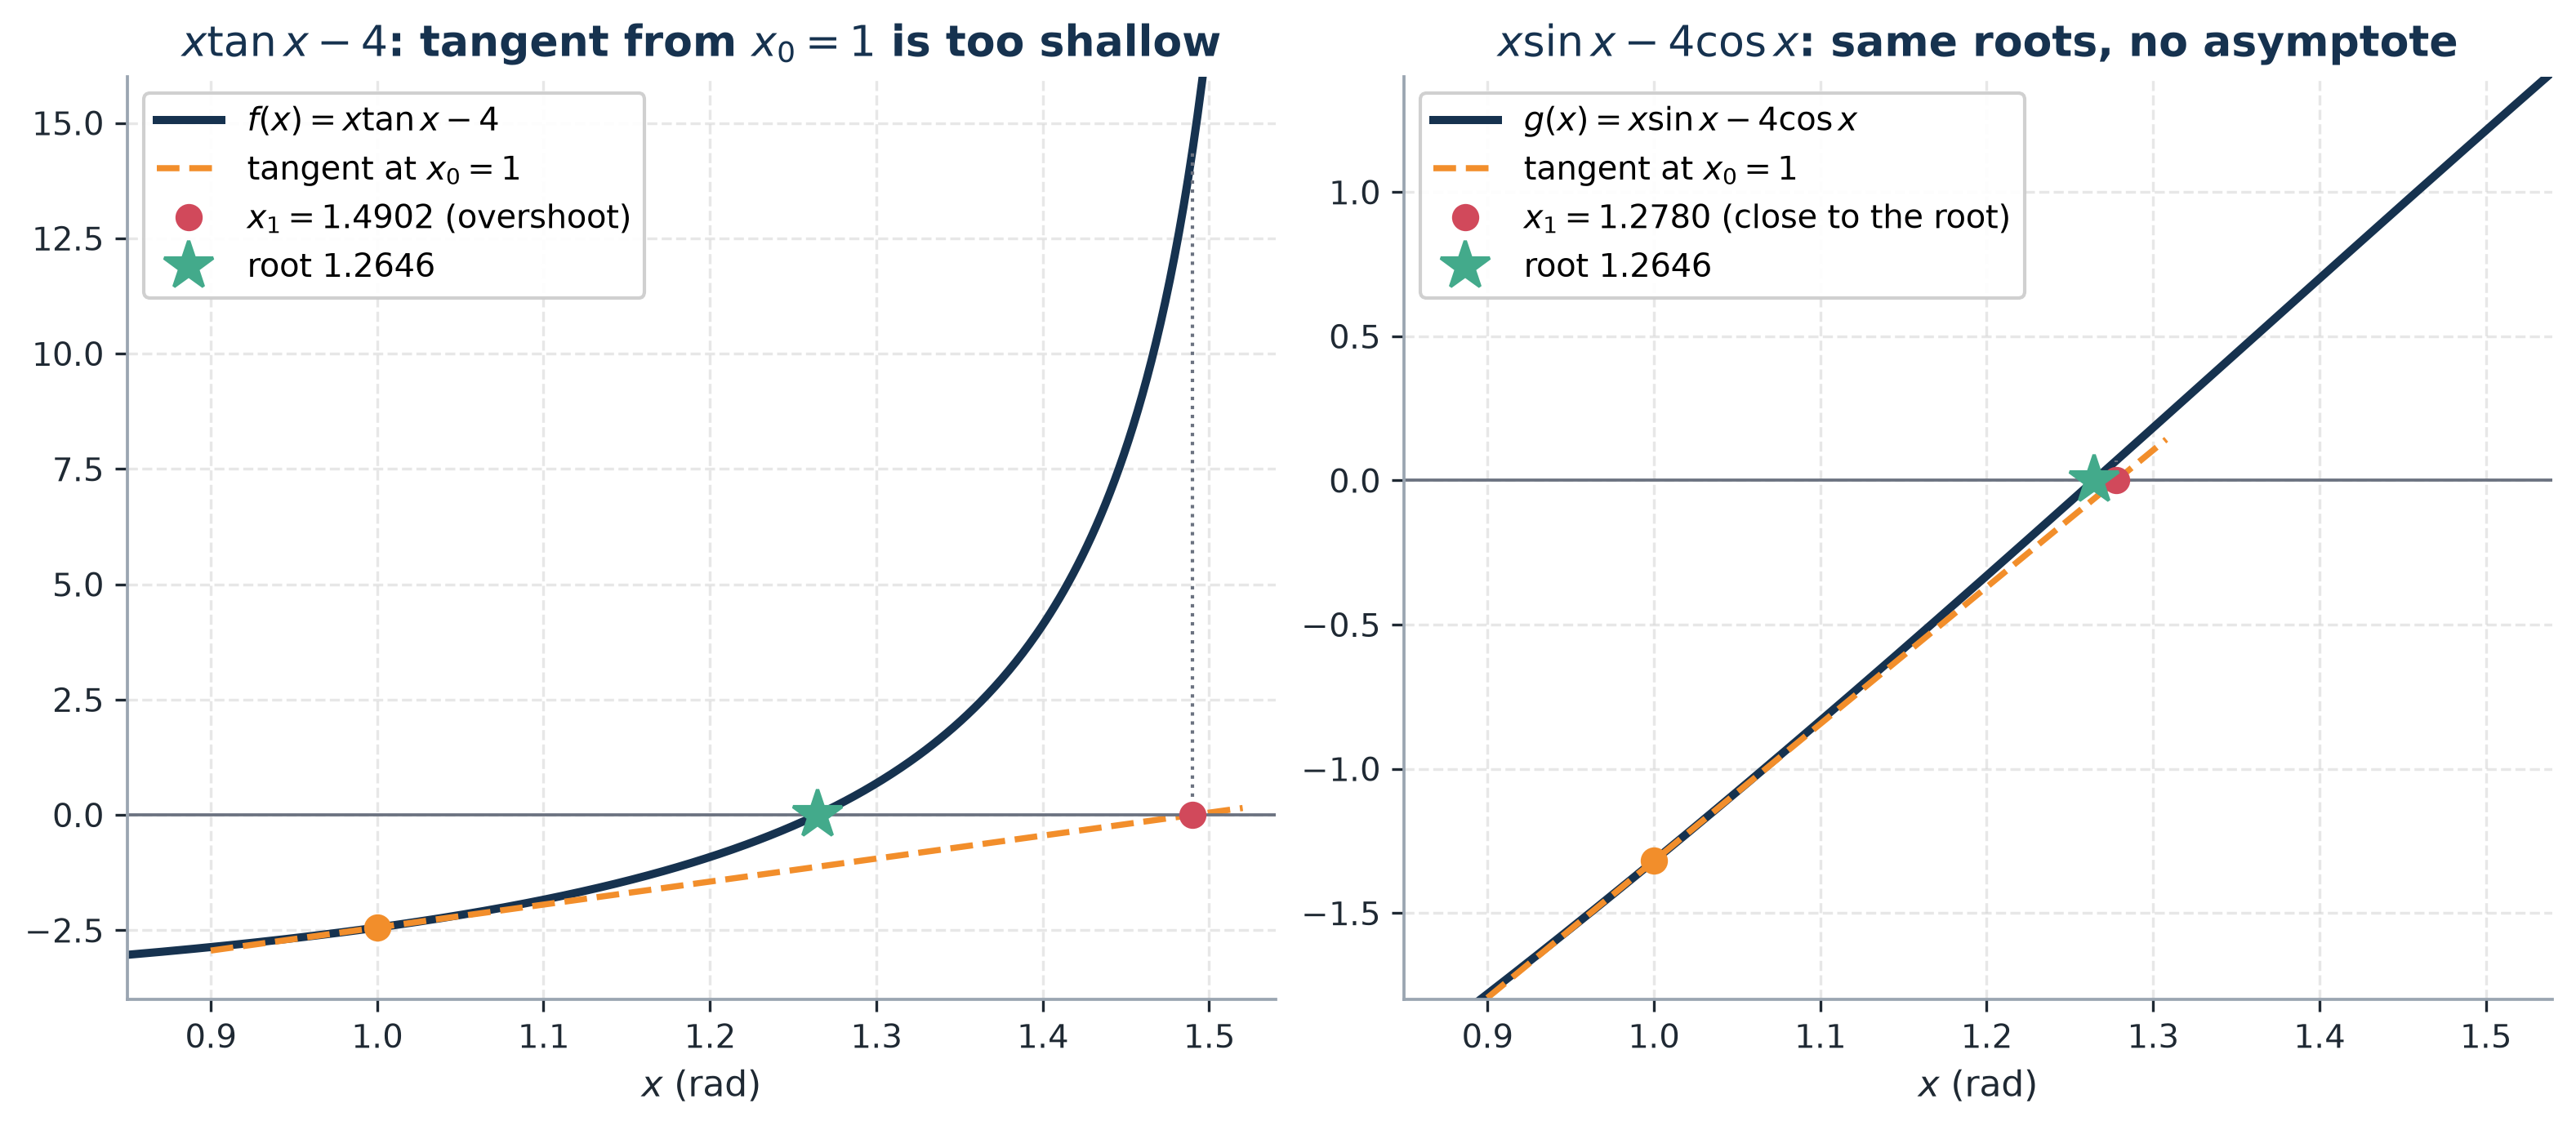 x tan x − 4: tangent from x₀ = 1 is too shallow
f(x) = x tan x − 4
tangent at x₀ = 1
x₁ = 1.4902 (overshoot)
root 1.2646
15.0
12.5
10.0
7.5
5.0
2.5
0.0
−2.5
0.9 1.0 1.1 1.2 1.3 1.4 1.5
x (rad)
x sin x − 4cos x: same roots, no asymptote
g(x) = x sin x − 4cos x
tangent at x₀ = 1
x₁ = 1.2780 (close to the root)
root 1.2646
1.0
0.5
0.0
−0.5
−1.0
−1.5
0.9 1.0 1.1 1.2 1.3 1.4 1.5
x (rad)